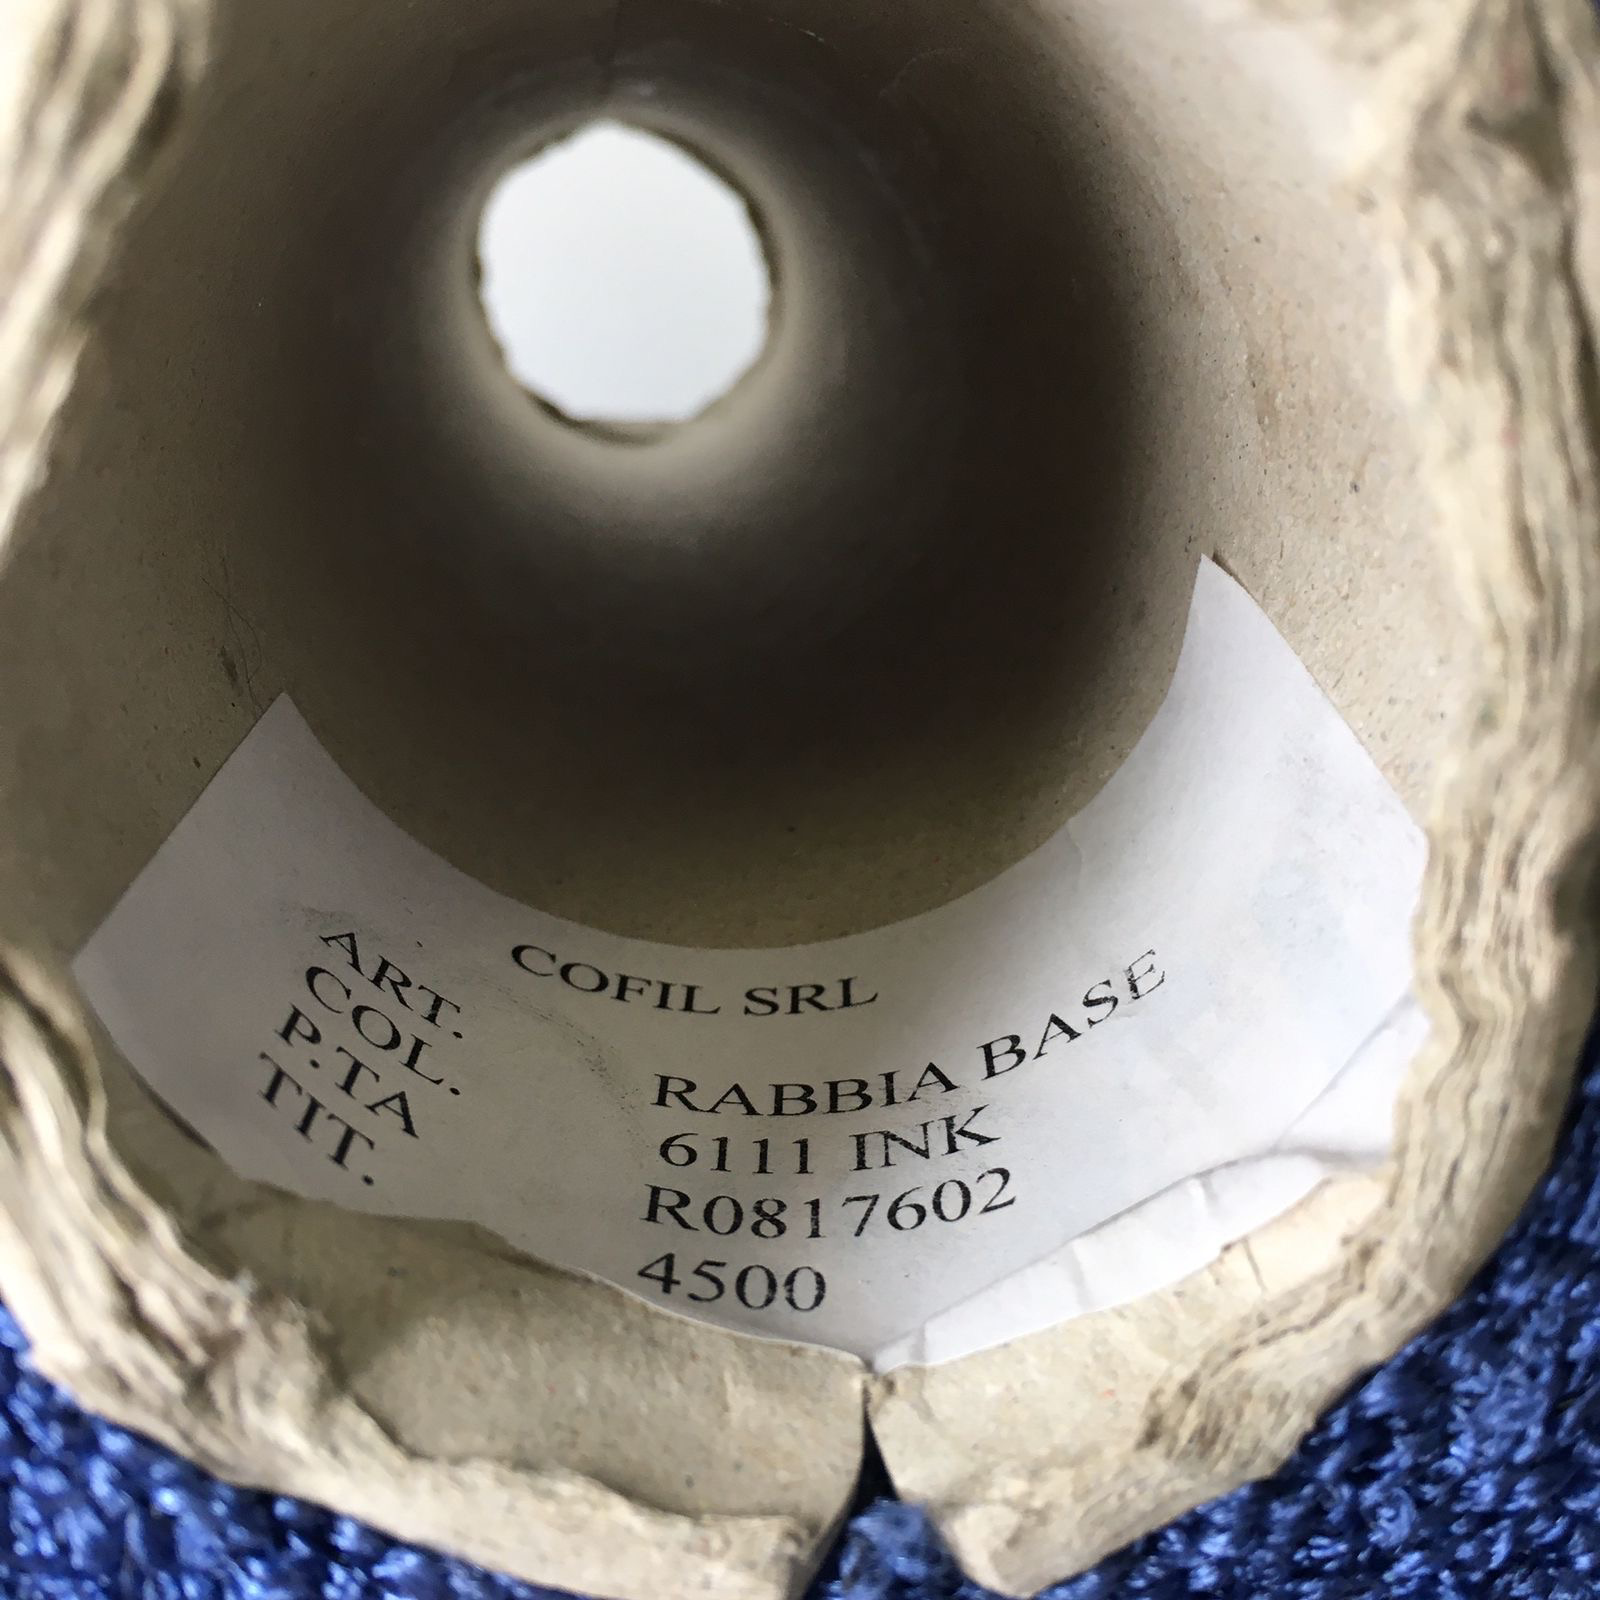 COFIL SRL
ART. RABBIA BASE
COL. 6111 INK
P.TA R0817602
TIT. 4500